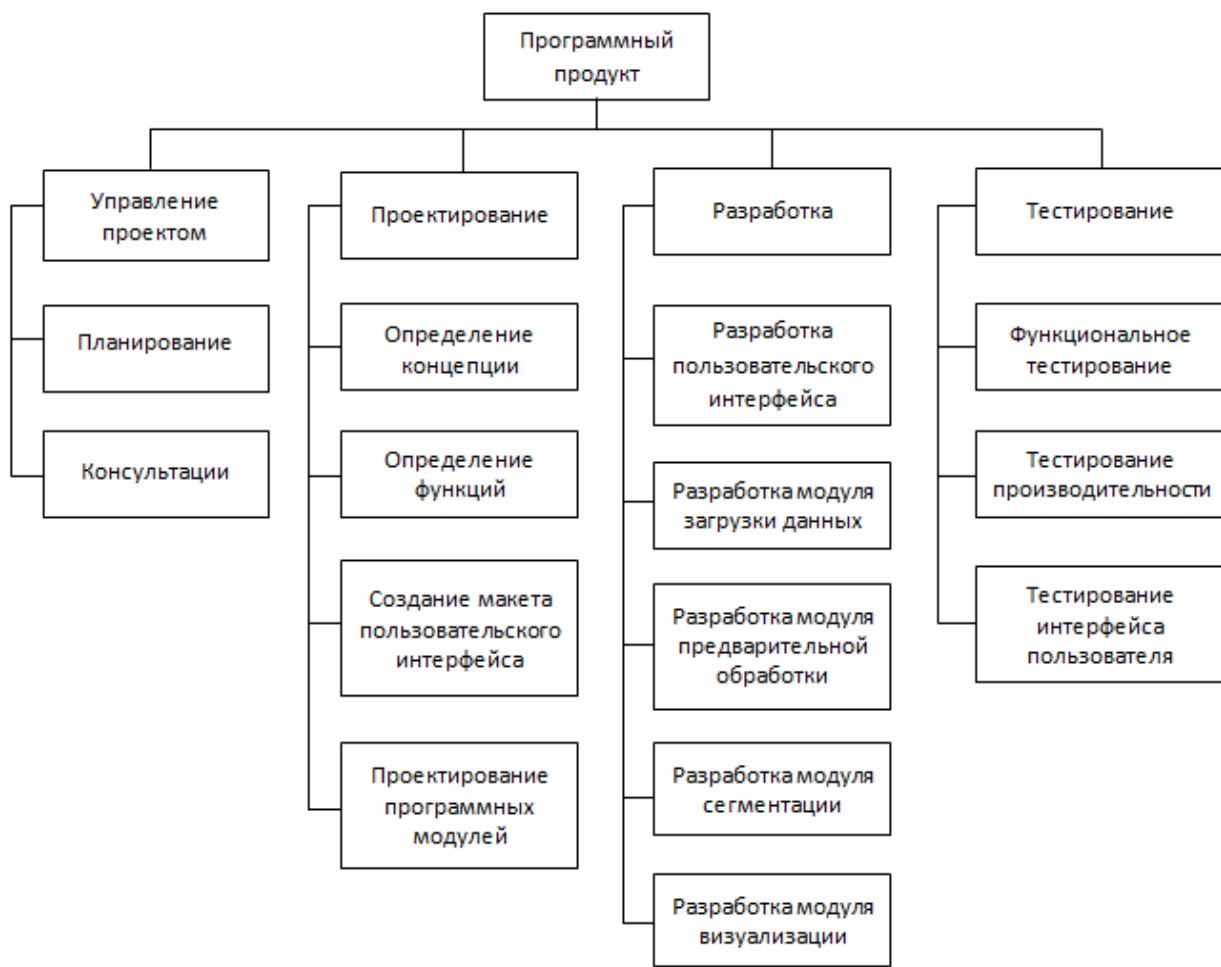 Программный
продукт
Управление
проектом
Планирование
Консультации
Проектирование
Определение
концепции
Определение
функций
Создание макета
пользовательского
интерфейса
Проектирование
программных
модулей
Разработка
Разработка
пользовательского
интерфейса
Разработка модуля
загрузки данных
Разработка модуля
предварительной
обработки
Разработка модуля
сегментации
Разработка модуля
визуализации
Тестирование
Функциональное
тестирование
Тестирование
производительности
Тестирование
интерфейса
пользователя